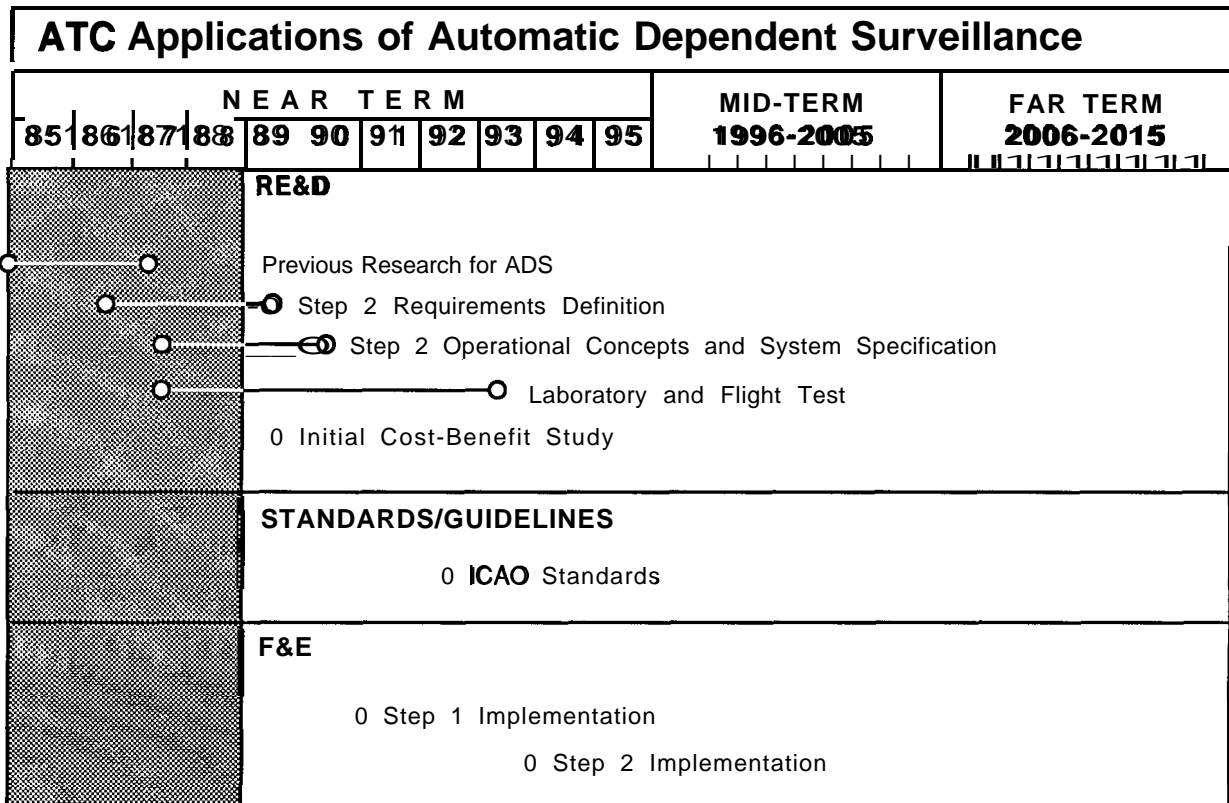 ATC Applications of Automatic Dependent Surveillance
NEAR TERM
MID-TERM
FAR TERM
85 86 87 88 89 90 91 92 93 94 95
1996-2005
2006-2015
RE&D
Previous Research for ADS
Step 2 Requirements Definition
Step 2 Operational Concepts and System Specification
Laboratory and Flight Test
0 Initial Cost-Benefit Study
STANDARDS/GUIDELINES
0 ICAO Standards
F&E
0 Step 1 Implementation
0 Step 2 Implementation